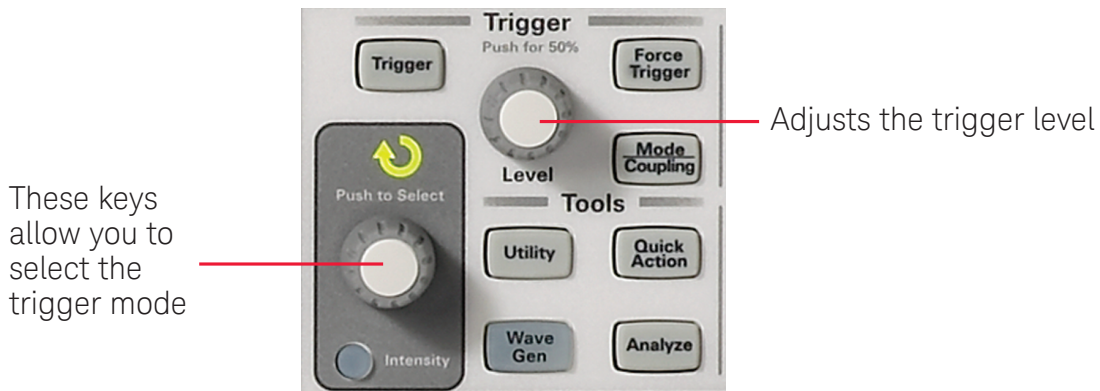 Trigger
Push for 50%
Trigger
Force
Trigger
Adjusts the trigger level
Mode
Coupling
Level
Push to Select
These keys
allow you to
select the
trigger mode
Tools
Utility
Quick
Action
Wave
Gen
Analyze
Intensity